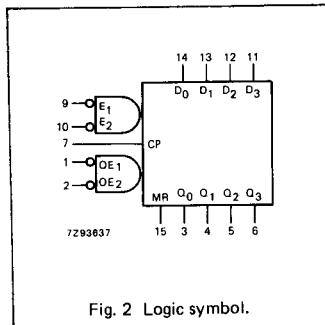 14 13 12 11
D0 D1 D2 D3
9 E1
10 E2
7 CP
1 OE1
2 OE2
MR Q0 Q1 Q2 Q3
7Z93637
15 3 4 5 6
Fig. 2 Logic symbol.